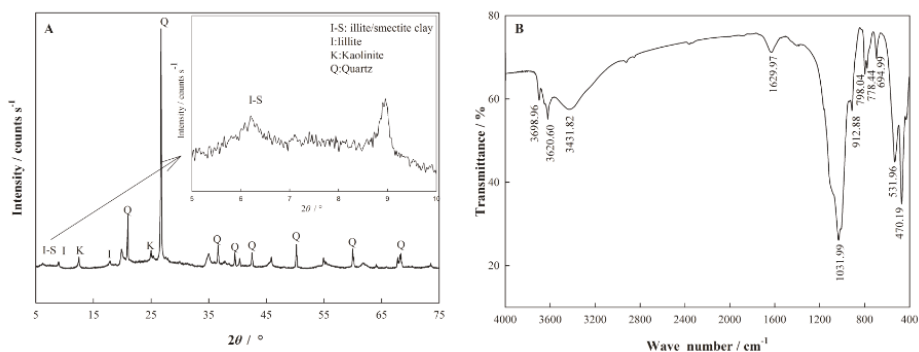 A
Q
I-S: illite/smectite clay
I:Iillite
K:Kaolinite
Q:Quartz
Intensity / counts s-1
I-S
5 6 7 8 9 10
2θ / °
Intensity / counts s-1
I-S I K I Q K Q Q Q Q Q Q
5 15 25 35 45 55 65 75
2θ / °
B
80
60
40
20
10
Transmittance / %
3698.96
3620.60
3431.82
1629.97
1031.99
912.88
798.04
778.44
694.99
531.96
470.19
4000 3600 3200 2800 2400 2000 1600 1200 800 400
Wave number / cm-1